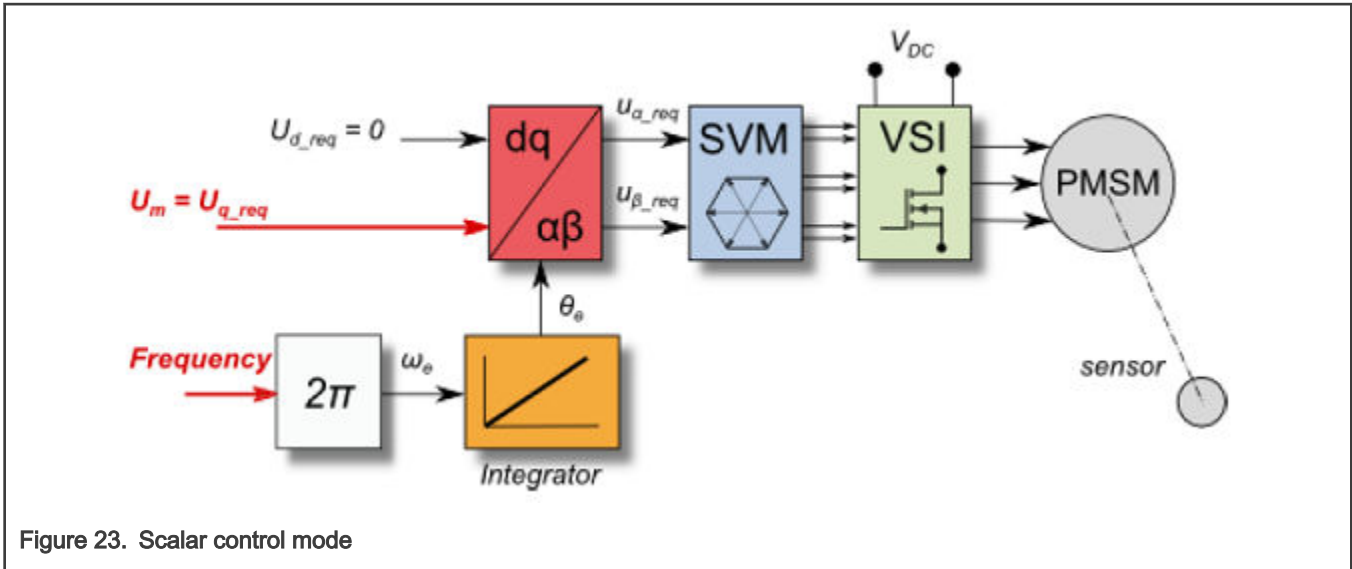 V_DC
U_d_req = 0
dq
αβ
u_α_req
u_β_req
SVM
VSI
PMSM
U_m = U_q_req
θ_e
Frequency
2π
ω_e
Integrator
sensor
Figure 23. Scalar control mode